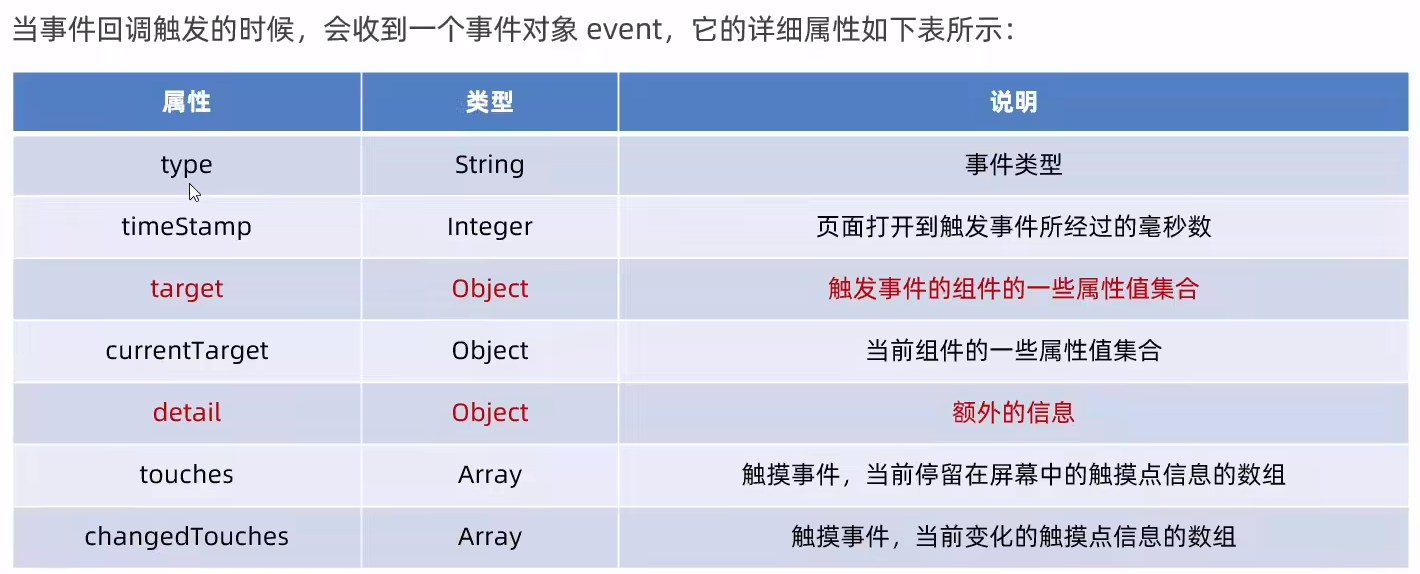 当事件回调触发的时候，会收到一个事件对象 event，它的详细属性如下表所示：
属性 类型 说明
type String 事件类型
timeStamp Integer 页面打开到触发事件所经过的毫秒数
target Object 触发事件的组件的一些属性值集合
currentTarget Object 当前组件的一些属性值集合
detail Object 额外的信息
touches Array 触摸事件，当前停留在屏幕中的触摸点信息的数组
changedTouches Array 触摸事件，当前变化的触摸点信息的数组